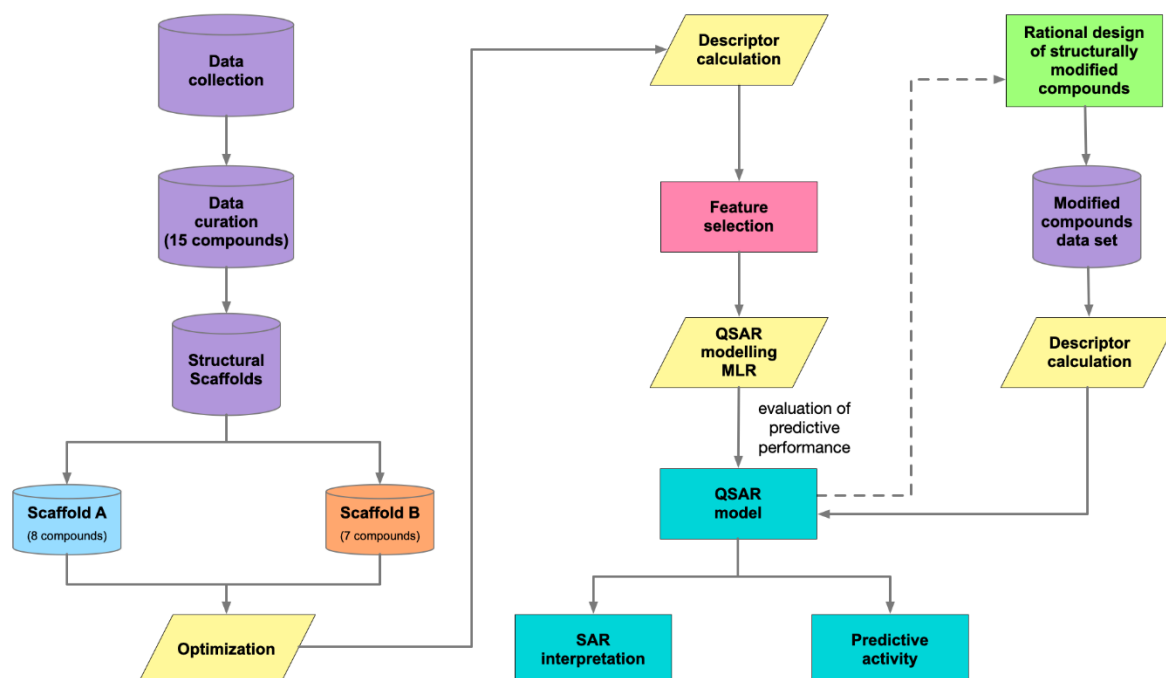 Data
collection
Data
curation
(15 compounds)
Structural
Scaffolds
Scaffold A
(8 compounds)
Scaffold B
(7 compounds)
Optimization
Descriptor
calculation
Feature
selection
QSAR
modelling
MLR
evaluation of
predictive
performance
QSAR
model
SAR
interpretation
Predictive
activity
Rational design
of structurally
modified
compounds
Modified
compounds
data set
Descriptor
calculation